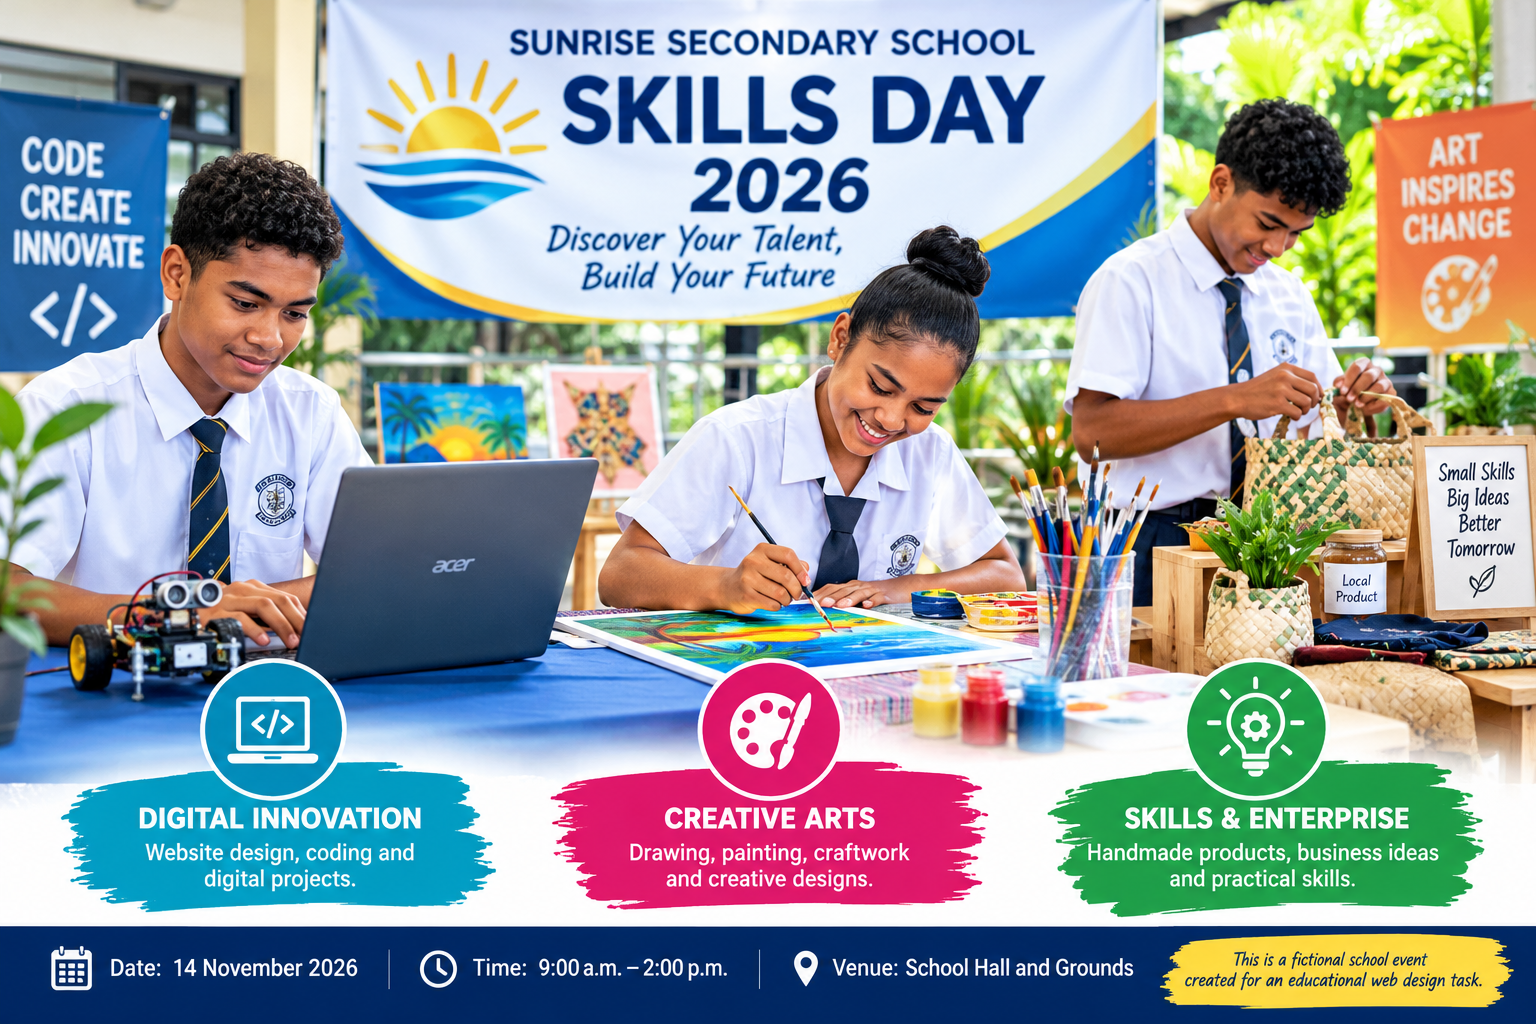 SUNRISE SECONDARY SCHOOL
SKILLS DAY
2026
Discover Your Talent,
Build Your Future
CODE
CREATE
INNOVATE
</>
ART
INSPIRES
CHANGE
acer
Small Skills
Big Ideas
Better
Tomorrow
Local
Product
</>
DIGITAL INNOVATION
Website design, coding and
digital projects.
CREATIVE ARTS
Drawing, painting, craftwork
and creative designs.
SKILLS & ENTERPRISE
Handmade products, business ideas
and practical skills.
Date: 14 November 2026
Time: 9:00 a.m. – 2:00 p.m.
Venue: School Hall and Grounds
This is a fictional school event
created for an educational web design task.